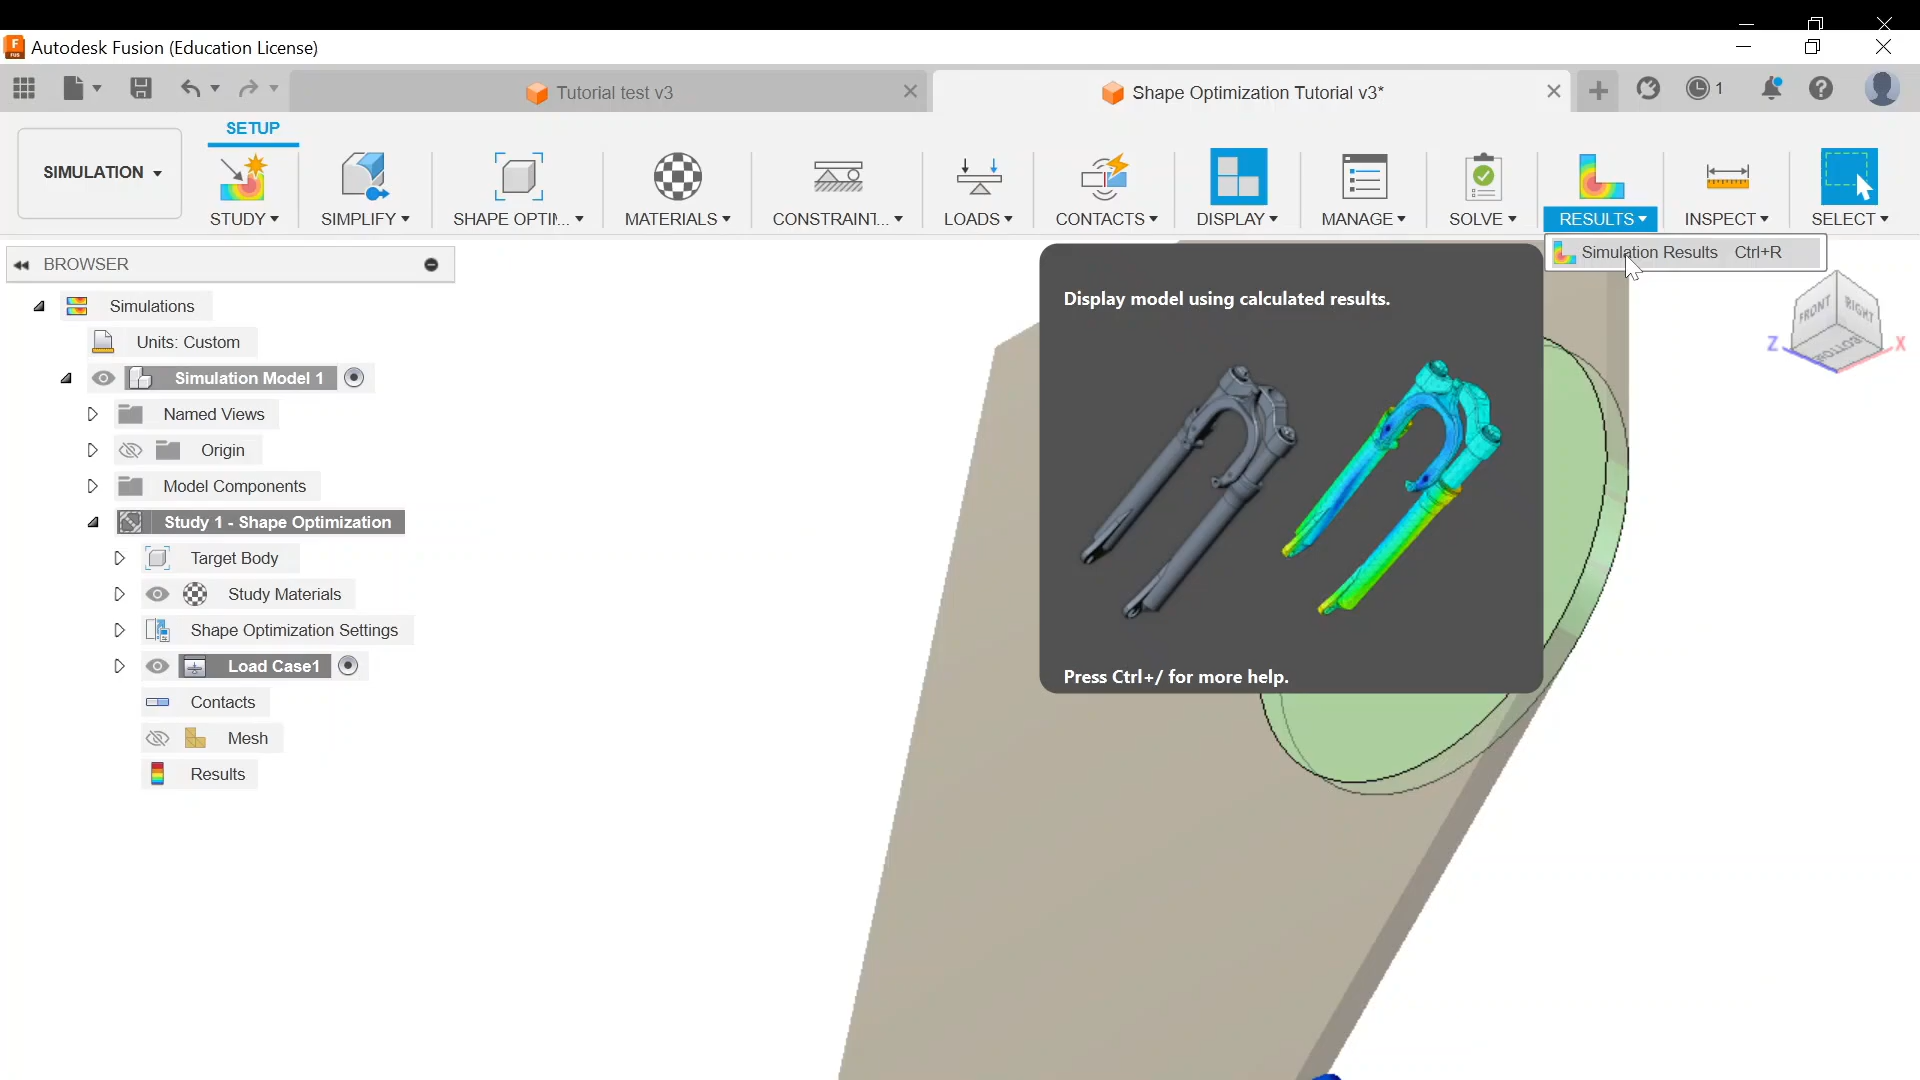 Autodesk Fusion (Education License)
Tutorial test v3
Shape Optimization Tutorial v3*
1
SETUP
SIMULATION
STUDY
SIMPLIFY
SHAPE OPTI...
MATERIALS
CONSTRAINT...
LOADS
CONTACTS
DISPLAY
MANAGE
SOLVE
RESULTS
INSPECT
SELECT
Simulation Results Ctrl+R
BROWSER
Simulations
Units: Custom
Simulation Model 1
Named Views
Origin
Model Components
Study 1 - Shape Optimization
Target Body
Study Materials
Shape Optimization Settings
Load Case1
Contacts
Mesh
Results
Display model using calculated results.
Press Ctrl+/ for more help.
FRONT
RIGHT
BOTTOM
Z
X